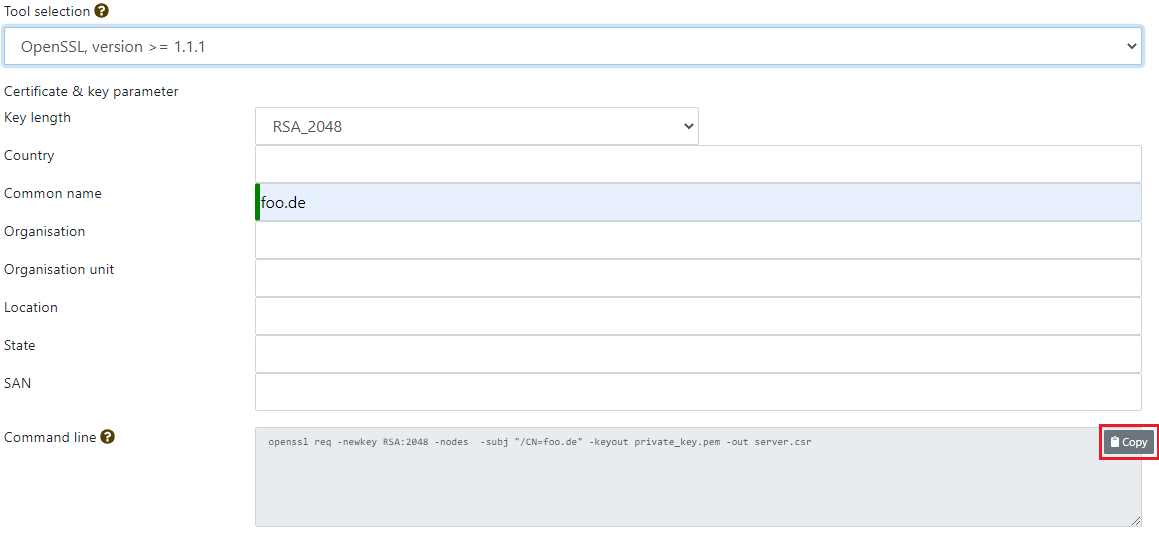 Tool selection ?
OpenSSL, version >= 1.1.1
Certificate & key parameter
Key length
RSA_2048
Country
Common name
foo.de
Organisation
Organisation unit
Location
State
SAN
Command line ?
openssl req -newkey RSA:2048 -nodes  -subj "/CN=foo.de" -keyout private_key.pem -out server.csr
Copy